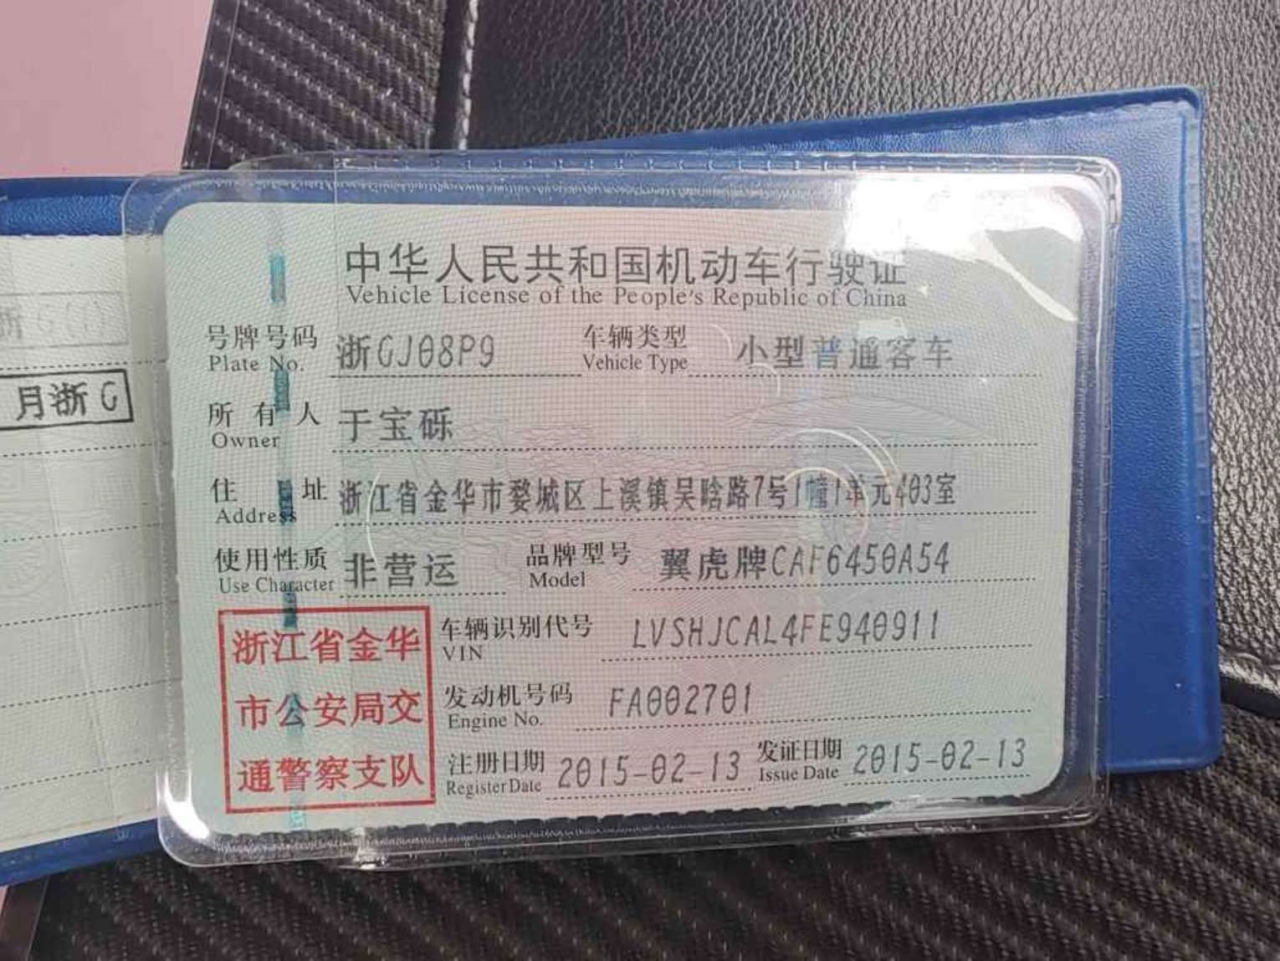 中华人民共和国机动车行驶证
Vehicle License of the People's Republic of China
号牌号码 浙GJ08P9 车辆类型 小型普通客车
Plate No. Vehicle Type
所有人 于宝砾
Owner
住址 浙江省金华市婺城区上溪镇吴晗路7号1幢1单元403室
Address
使用性质 非营运 品牌型号 翼虎牌CAF6450A54
Use Character Model
浙江省金华
市公安局交
通警察支队
车辆识别代号 LVSHJCAL4FE940911
VIN
发动机号码 FA002701
Engine No.
注册日期 2015-02-13 发证日期 2015-02-13
Register Date Issue Date
月浙G